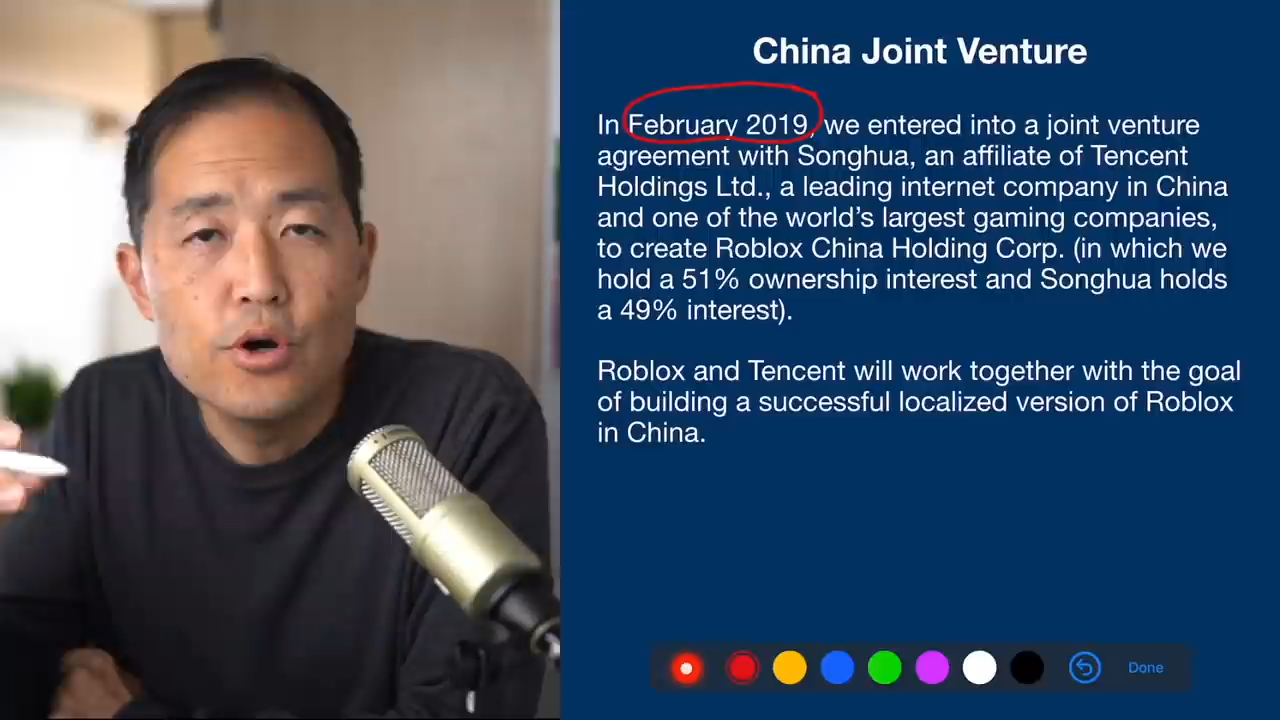 China Joint Venture
In February 2019, we entered into a joint venture
agreement with Songhua, an affiliate of Tencent
Holdings Ltd., a leading internet company in China
and one of the world’s largest gaming companies,
to create Roblox China Holding Corp. (in which we
hold a 51% ownership interest and Songhua holds
a 49% interest).
Roblox and Tencent will work together with the goal
of building a successful localized version of Roblox
in China.
Done